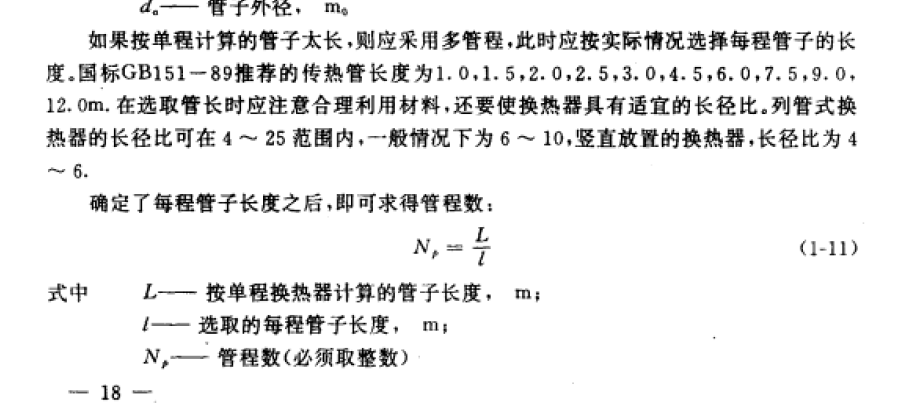 dₒ—— 管子外径， m。
如果按单程计算的管子太长,则应采用多管程,此时应按实际情况选择每程管子的长
度。国标GB151－89推荐的传热管长度为1.0,1.5,2.0,2.5,3.0,4.5,6.0,7.5,9.0,
12.0m. 在选取管长时应注意合理利用材料,还要使换热器具有适宜的长径比。列管式换
热器的长径比可在 4 ～ 25 范围内,一般情况下为 6 ～ 10,竖直放置的换热器,长径比为 4
～ 6.
确定了每程管子长度之后,即可求得管程数:
Nₚ = L/l (1-11)
式中 L—— 按单程换热器计算的管子长度， m;
l—— 选取的每程管子长度， m;
Nₚ—— 管程数(必须取整数)
— 18 —